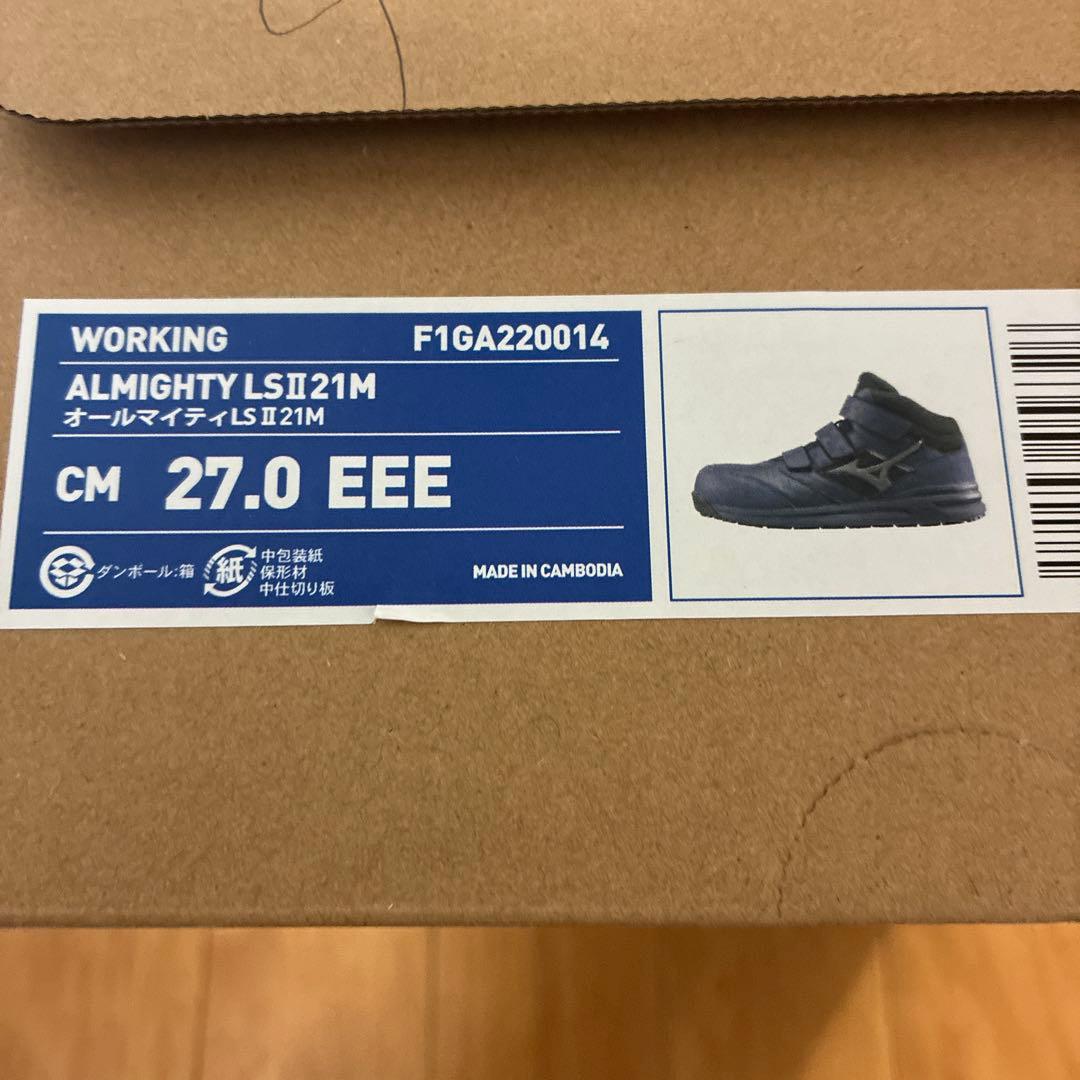 WORKING F1GA220014
ALMIGHTY LSⅡ21M
オールマイティLSⅡ21M
CM 27.0 EEE
ダンボール:箱
紙
中包装紙
保形材
中仕切り板
MADE IN CAMBODIA